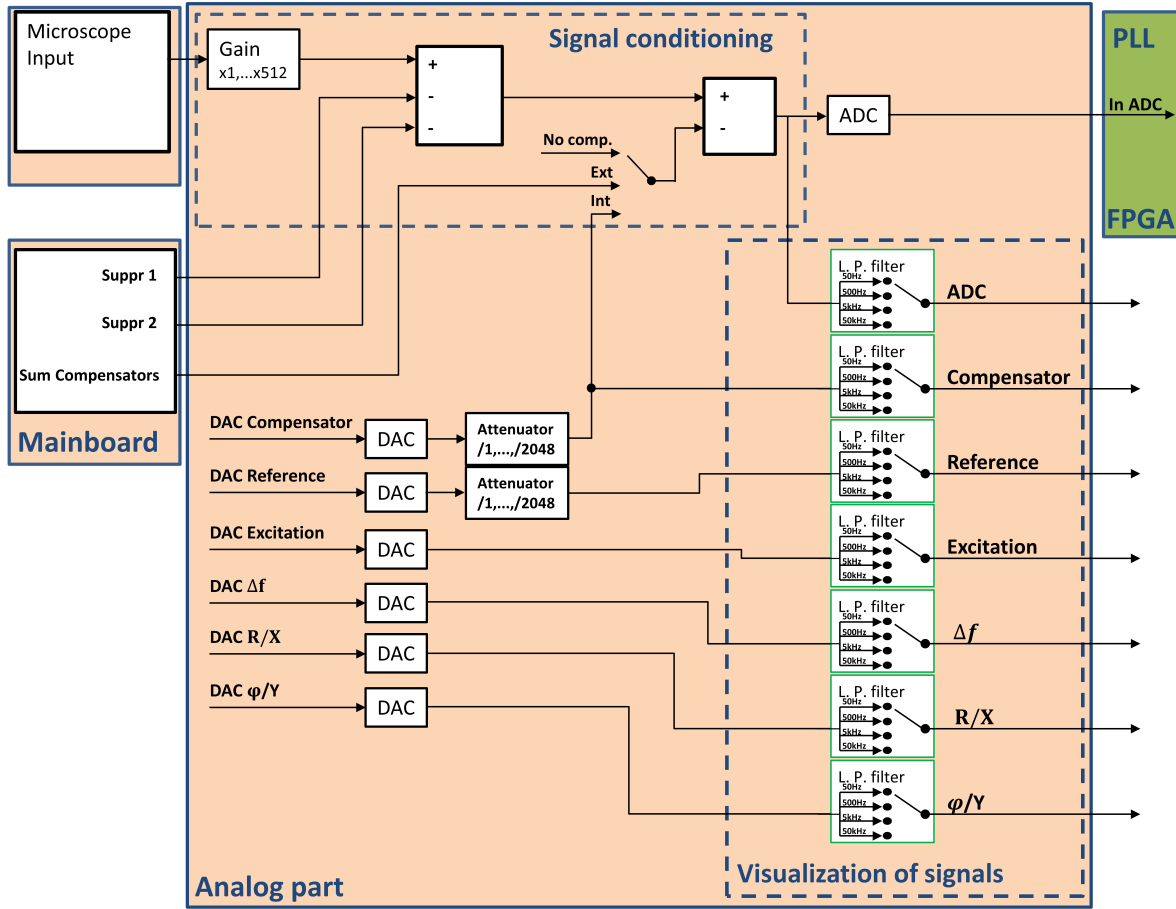 Microscope
Input
Gain
x1,...x512
Signal conditioning
+
-
-
+
-
No comp.
Ext
Int
ADC
PLL
In ADC
FPGA
Suppr 1
Suppr 2
Sum Compensators
Mainboard
DAC Compensator
DAC
Attenuator
/1,...,/2048
DAC Reference
DAC
Attenuator
/1,...,/2048
DAC Excitation
DAC
DAC Δf
DAC
DAC R/X
DAC
DAC φ/Y
DAC
L. P. filter
50Hz
500Hz
5kHz
50kHz
ADC
L. P. filter
50Hz
500Hz
5kHz
50kHz
Compensator
L. P. filter
50Hz
500Hz
5kHz
50kHz
Reference
L. P. filter
50Hz
500Hz
5kHz
50kHz
Excitation
L. P. filter
50Hz
500Hz
5kHz
50kHz
Δf
L. P. filter
50Hz
500Hz
5kHz
50kHz
R/X
L. P. filter
50Hz
500Hz
5kHz
50kHz
φ/Y
Analog part
Visualization of signals